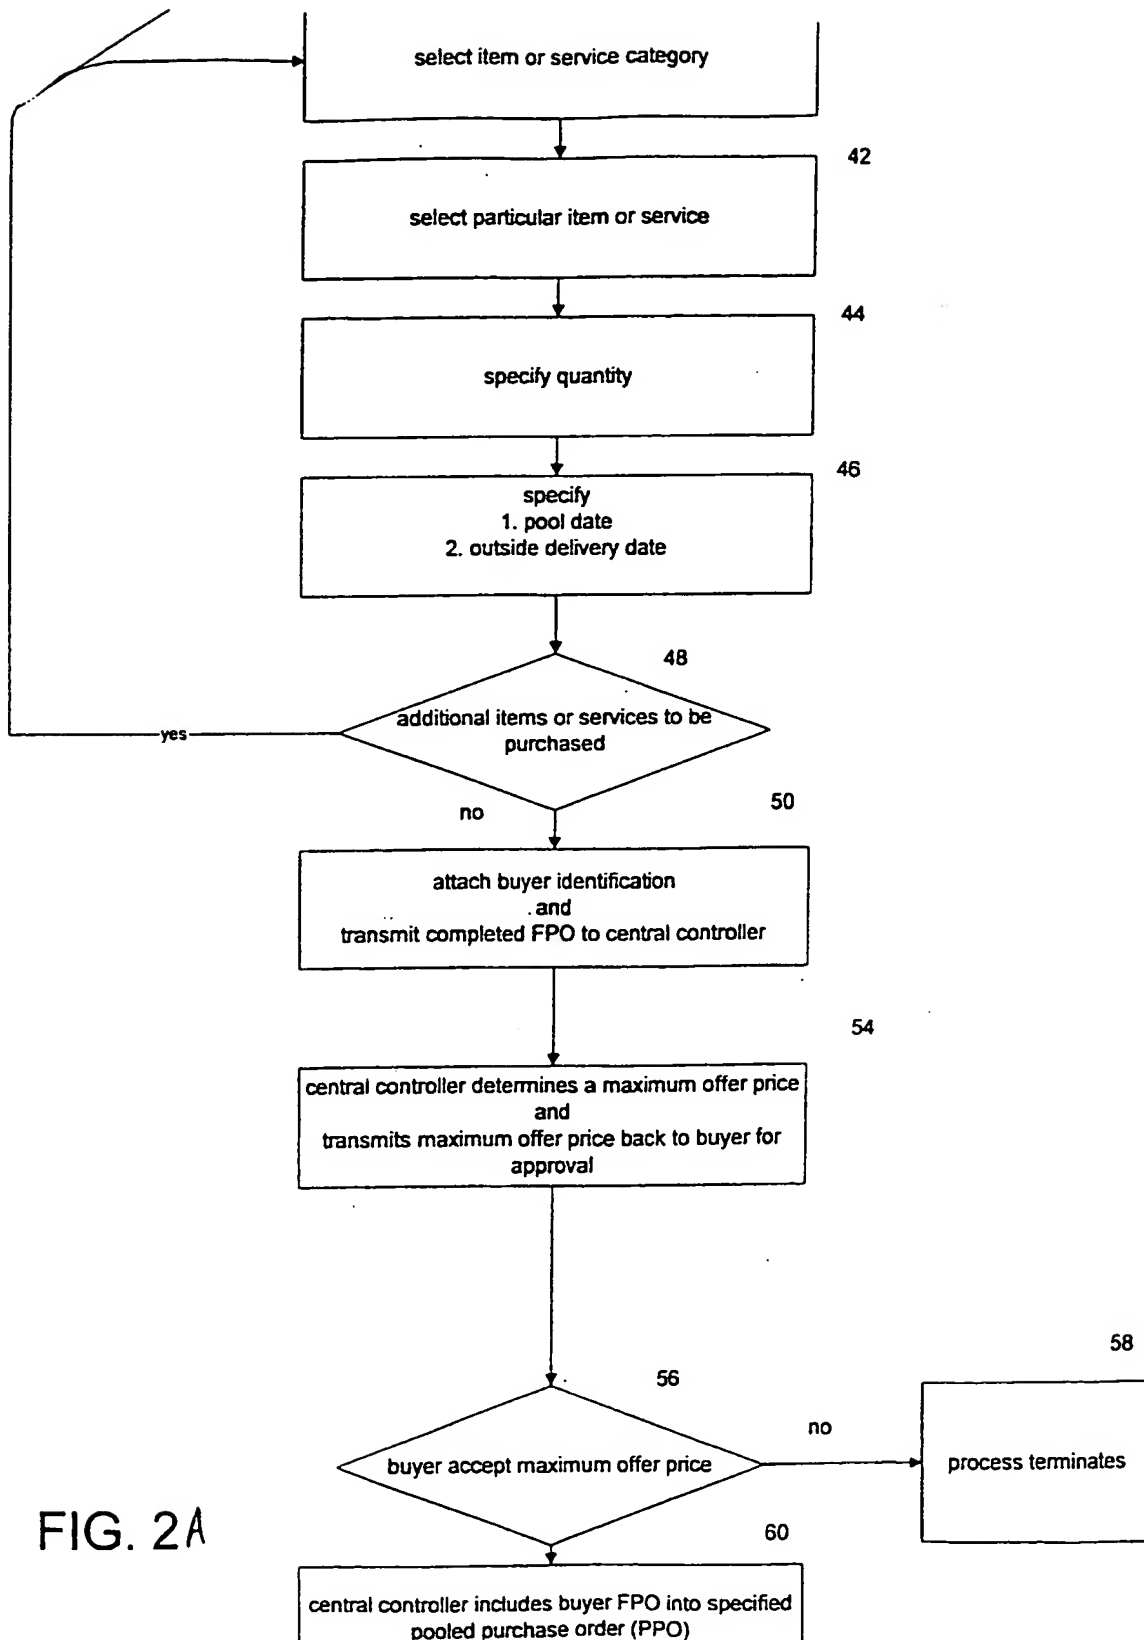 select item or service category
42
select particular item or service
44
specify quantity
46
specify
1. pool date
2. outside delivery date
48
additional items or services to be
purchased
yes
no
50
attach buyer identification
and
transmit completed FPO to central controller
54
central controller determines a maximum offer price
and
transmits maximum offer price back to buyer for
approval
56
58
buyer accept maximum offer price
no
process terminates
60
central controller includes buyer FPO into specified
pooled purchase order (PPO)
FIG. 2A